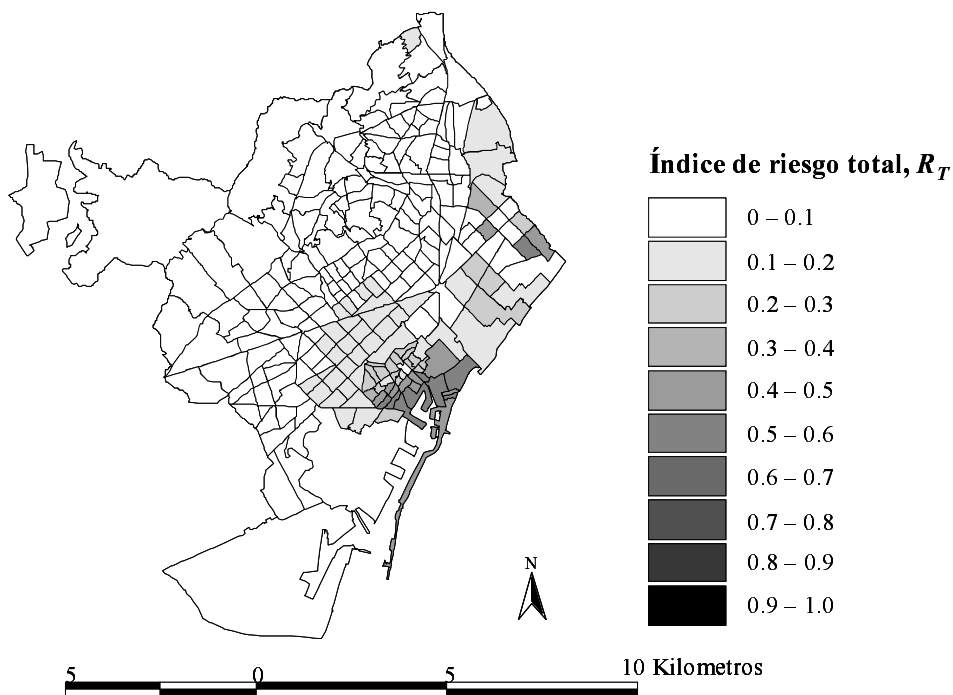 Índice de riesgo total, R_T
0 – 0.1
0.1 – 0.2
0.2 – 0.3
0.3 – 0.4
0.4 – 0.5
0.5 – 0.6
0.6 – 0.7
0.7 – 0.8
0.8 – 0.9
0.9 – 1.0
N
5 0 5 10 Kilometros